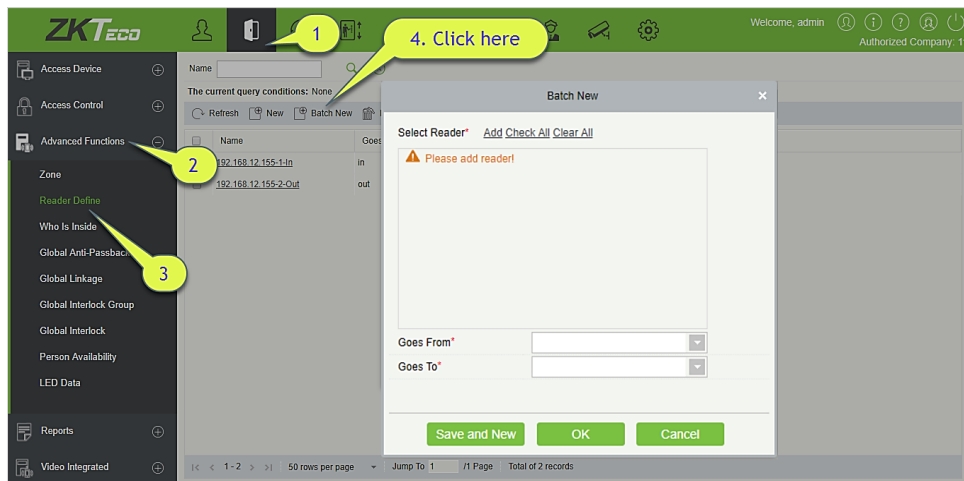 ZKTECO
1
4. Click here
Welcome, admin
Authorized Company: 1
Access Device
Access Control
Advanced Functions
2
Zone
Reader Define
3
Who Is Inside
Global Anti-Passback
Global Linkage
Global Interlock Group
Global Interlock
Person Availability
LED Data
Reports
Video Integrated
Name
The current query conditions: None
Refresh New Batch New
Name Goes
192.168.12.155-1-In in
192.168.12.155-2-Out out
Batch New ×
Select Reader* Add Check All Clear All
Please add reader!
Goes From*
Goes To*
Save and New OK Cancel
|< < 1-2 > >| 50 rows per page Jump To 1 /1 Page Total of 2 records